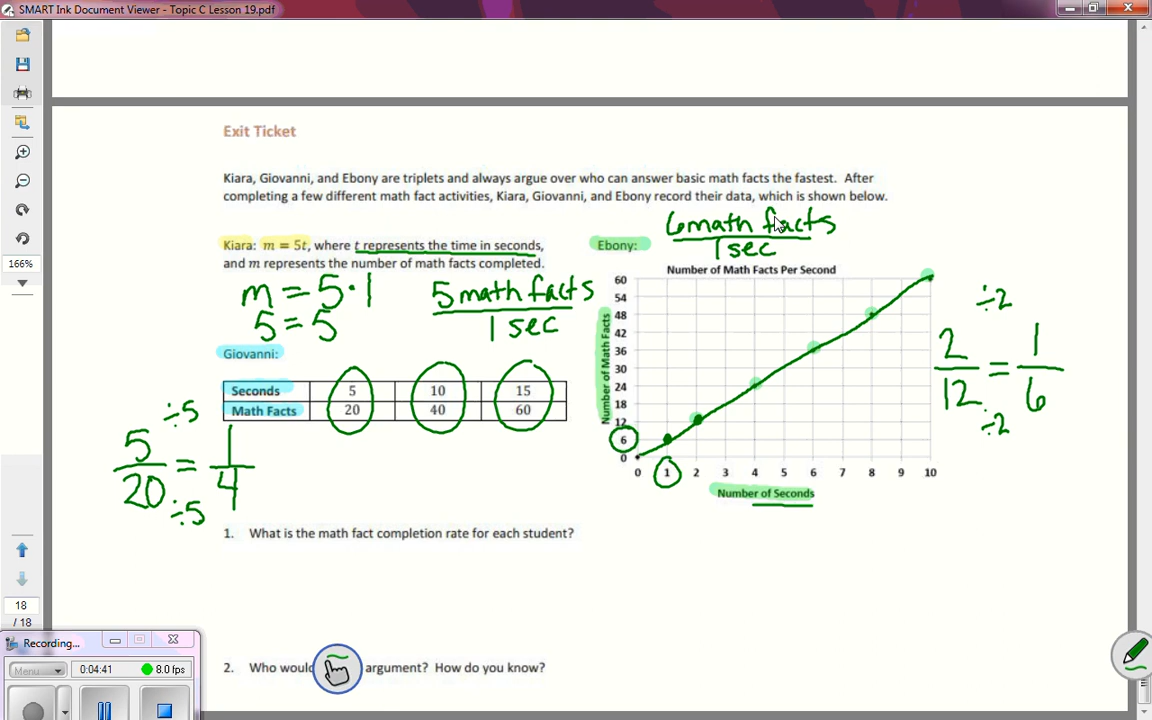 SMART Ink Document Viewer - Topic C Lesson 19.pdf
166%
18
/ 18
Exit Ticket
Kiara, Giovanni, and Ebony are triplets and always argue over who can answer basic math facts the fastest. After
completing a few different math fact activities, Kiara, Giovanni, and Ebony record their data, which is shown below.
Kiara: m = 5t, where t represents the time in seconds,
and m represents the number of math facts completed.
m = 5·1
5 = 5
5 math facts
1 sec
Giovanni:
Seconds 5 10 15
Math Facts 20 40 60
÷5
5/20 = 1/4
÷5
Ebony:
6 math facts
1 sec
Number of Math Facts Per Second
Number of Math Facts
60
54
48
42
36
30
24
18
12
6
0
0 1 2 3 4 5 6 7 8 9 10
Number of Seconds
÷2
2/12 = 1/6
÷2
1. What is the math fact completion rate for each student?
2. Who would argument? How do you know?
Recording...
Menu
0:04:41
8.0 fps